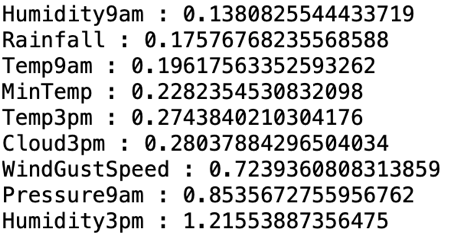 Humidity9am : 0.1380825544433719
Rainfall : 0.17576768235568588
Temp9am : 0.19617563352593262
MinTemp : 0.2282354530832098
Temp3pm : 0.2743840210304176
Cloud3pm : 0.28037884296504034
WindGustSpeed : 0.7239360808313859
Pressure9am : 0.8535672755956762
Humidity3pm : 1.21553887356475